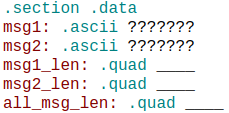 .section .data
msg1: .ascii ???????
msg2: .ascii ???????
msg1_len: .quad ____
msg2_len: .quad ____
all_msg_len: .quad ____